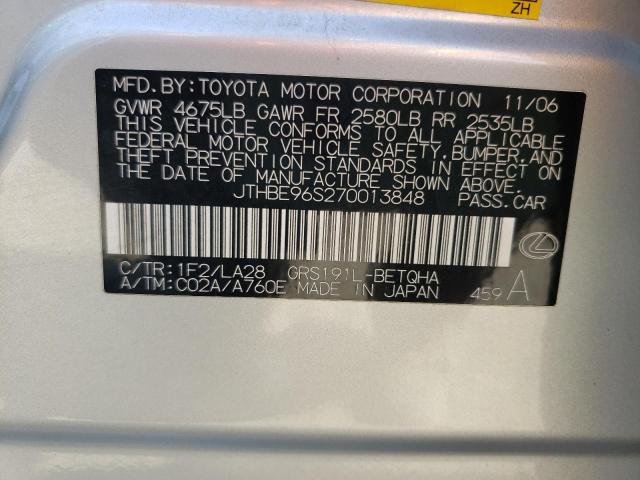 ZH
MFD.BY:TOYOTA MOTOR CORPORATION 11/06
GVWR 4675LB GAWR FR 2580LB RR 2535LB
THIS VEHICLE CONFORMS TO ALL APPLICABLE
FEDERAL MOTOR VEHICLE SAFETY,BUMPER,AND
THEFT PREVENTION STANDARDS IN EFFECT ON
THE DATE OF MANUFACTURE SHOWN ABOVE.
JTHBE96S270013848 PASS.CAR
C/TR:1F2/LA28 GRS191L-BETQHA
A/TM:C02A/A760E MADE IN JAPAN 459 A